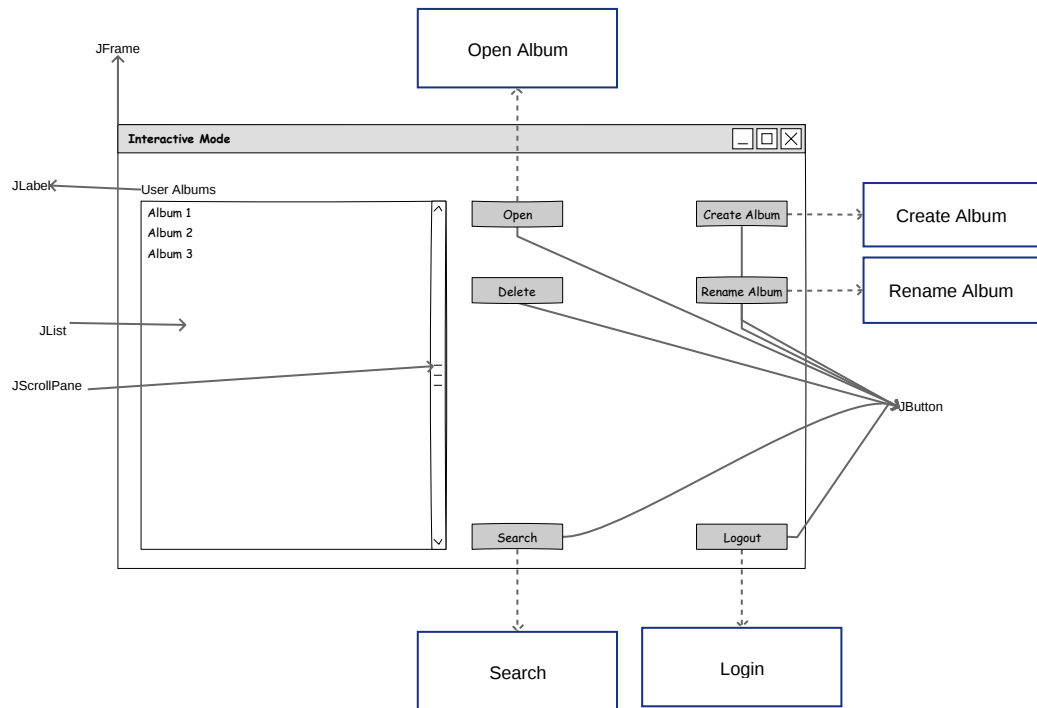 Open Album
JFrame
Interactive Mode
JLabel
User Albums
Album 1
Album 2
Album 3
Open
Create Album
Create Album
Delete
Rename Album
Rename Album
JList
JScrollPane
JButton
Search
Logout
Search
Login